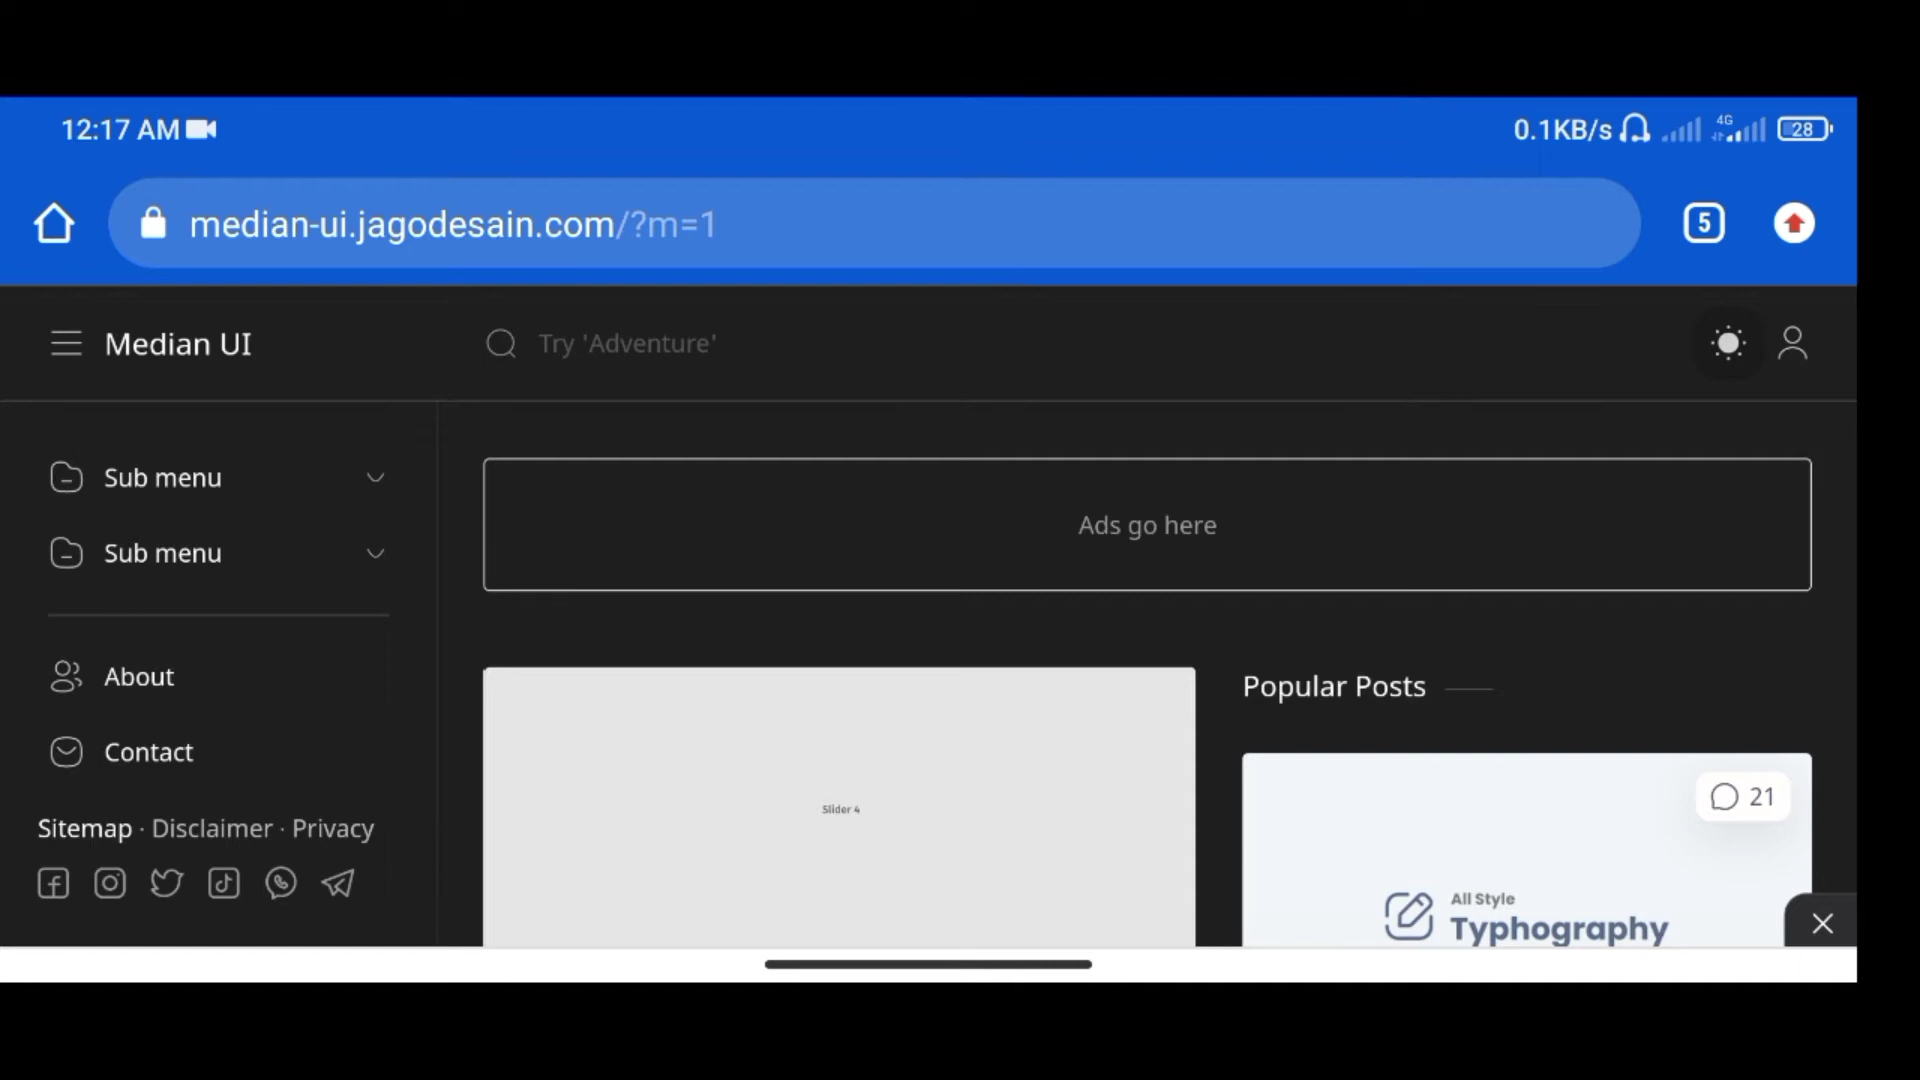 12:17 AM
0.1KB/s 4G 28
median-ui.jagodesain.com/?m=1
5
Median UI
Try 'Adventure'
Sub menu
Sub menu
About
Contact
Sitemap · Disclaimer · Privacy
Ads go here
Slider 4
Popular Posts
21
All Style
Typhography